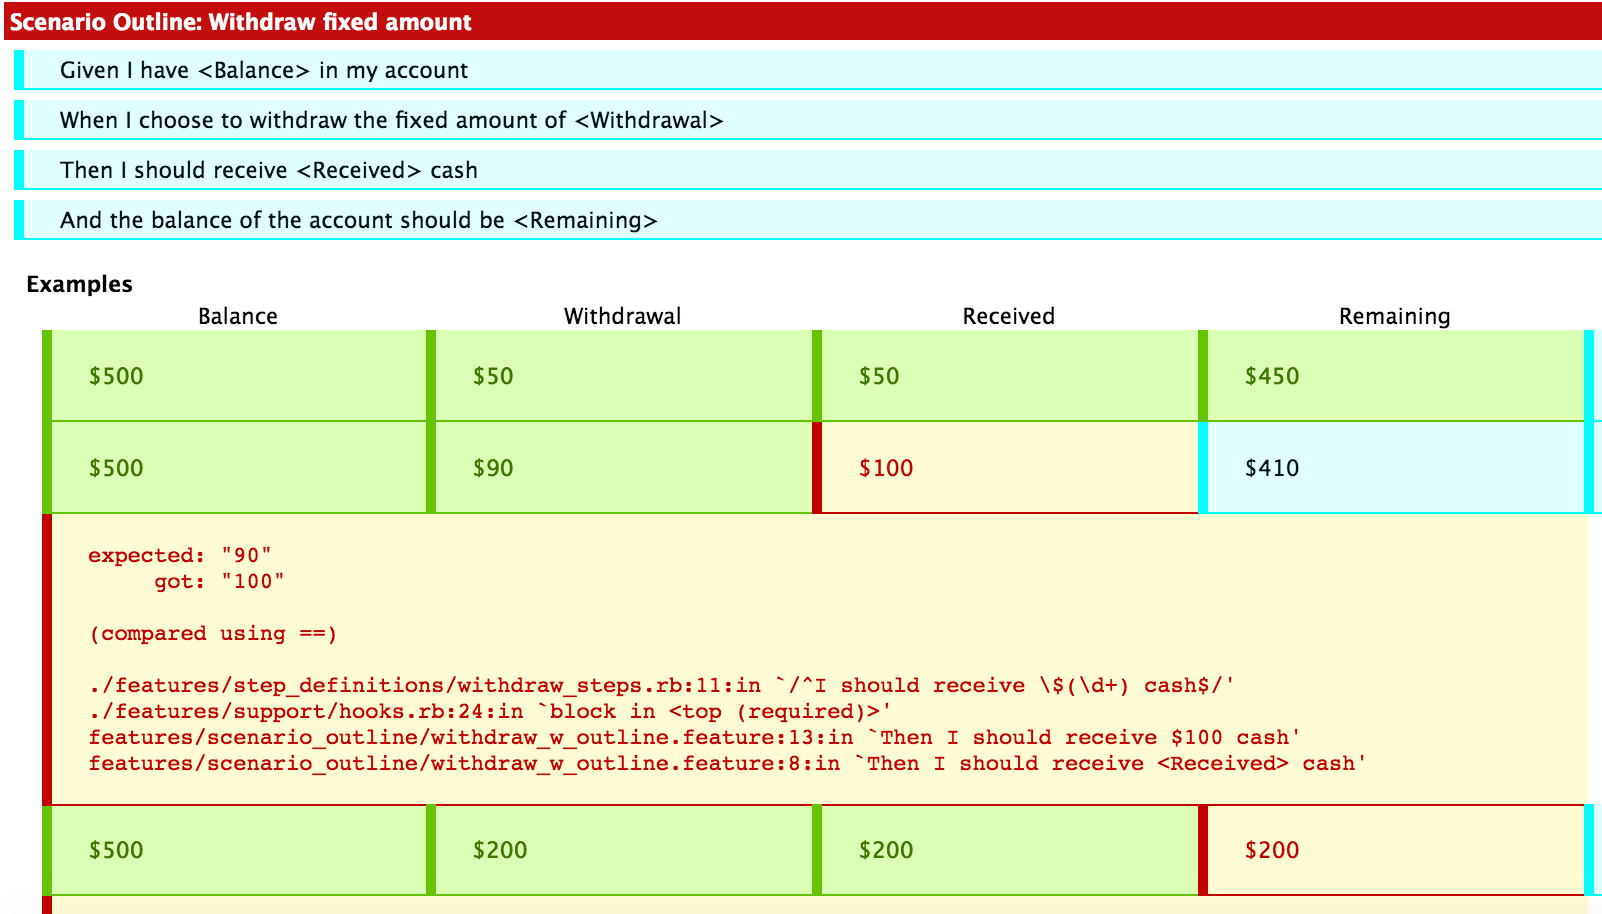 Scenario Outline: Withdraw fixed amount
Given I have <Balance> in my account
When I choose to withdraw the fixed amount of <Withdrawal>
Then I should receive <Received> cash
And the balance of the account should be <Remaining>
Examples
Balance Withdrawal Received Remaining
$500 $50 $50 $450
$500 $90 $100 $410
expected: "90"
got: "100"
(compared using ==)
./features/step_definitions/withdraw_steps.rb:11:in `/^I should receive \$(\d+) cash$/'
./features/support/hooks.rb:24:in `block in <top (required)>'
features/scenario_outline/withdraw_w_outline.feature:13:in `Then I should receive $100 cash'
features/scenario_outline/withdraw_w_outline.feature:8:in `Then I should receive <Received> cash'
$500 $200 $200 $200